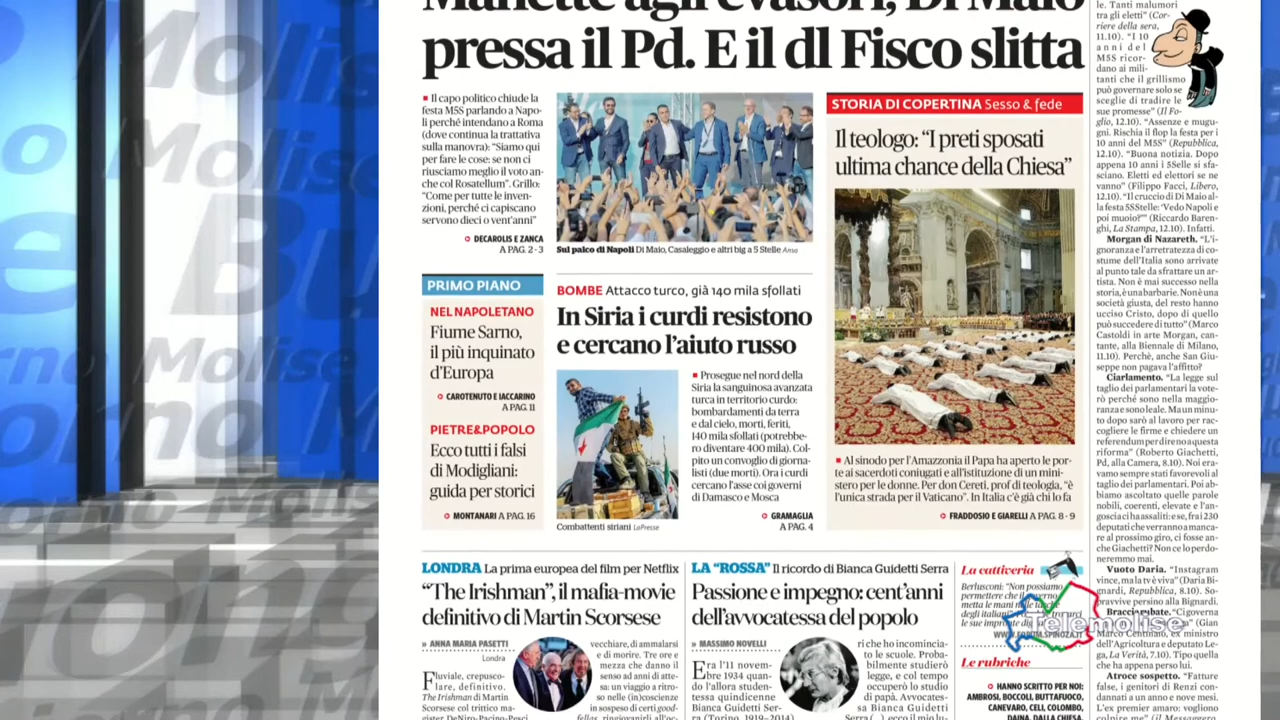 Manette agli evasori, Di Maio
pressa il Pd. E il dl Fisco slitta
Il capo politico chiude la
festa M5S parlando a Napo-
li perché intendano a Roma
(dove continua la trattativa
sulla manovra): “Siamo qui
per fare le cose: se non ci
riusciamo meglio il voto an-
che col Rosatellum”. Grillo:
“Come per tutte le inven-
zioni, perché ci capiscano
servono dieci o vent’anni”
DECAROLIS E ZANCA
A PAG. 2 - 3
Sul palco di Napoli Di Maio, Casaleggio e altri big a 5 Stelle Ansa
PRIMO PIANO
NEL NAPOLETANO
Fiume Sarno,
il più inquinato
d’Europa
CAROTENUTO E IACCARINO
A PAG. 11
PIETRE&POPOLO
Ecco tutti i falsi
di Modigliani:
guida per storici
MONTANARI A PAG. 16
BOMBE Attacco turco, già 140 mila sfollati
In Siria i curdi resistono
e cercano l’aiuto russo
Prosegue nel nord della
Siria la sanguinosa avanzata
turca in territorio curdo:
bombardamenti da terra
e dal cielo, morti, feriti,
140 mila sfollati (potrebbe-
ro diventare 400 mila). Col-
pito un convoglio di giorna-
listi (due morti). Ora i curdi
cercano l’asse coi governi
di Damasco e Mosca
GRAMAGLIA
A PAG. 4
Combattenti siriani LaPresse
STORIA DI COPERTINA Sesso & fede
Il teologo: “I preti sposati
ultima chance della Chiesa”
Al sinodo per l’Amazzonia il Papa ha aperto le por-
te ai sacerdoti coniugati e all’istituzione di un mini-
stero per le donne. Per don Cereti, prof di teologia, “è
l’unica strada per il Vaticano”. In Italia c’è già chi lo fa
FRADDOSIO E GIARELLI A PAG. 8 - 9
LONDRA La prima europea del film per Netflix
“The Irishman”, il mafia-movie
definitivo di Martin Scorsese
» ANNA MARIA PASETTI
Londra
Fluviale, crepusco-
lare, definitivo.
The Irishman di Martin
Scorsese col trittico ma-
gister DeNiro-Pacino-Pesci
vecchiare, di ammalarsi
e di morire. Tre ore e
mezza che danno il
senso ad anni di atte-
sa: un viaggio a ritro-
so nelle (in)coscienze
in sospeso di certi good-
fellas, ringiovanirli all’oc-
LA “ROSSA” Il ricordo di Bianca Guidetti Serra
Passione e impegno: cent’anni
dell’avvocatessa del popolo
» MASSIMO NOVELLI
Era l’11 novem-
bre 1934 quan-
do l’allora studen-
tessa quindicenne
Bianca Guidetti Ser-
ra (Torino, 1919-2014)
ri che ho incomincia-
to le scuole. Proba-
bilmente studierò
legge, e col tempo
occuperò lo studio
di papà. Avvocates-
sa Bianca Guidetti
Serra (…) ecco il mio lu-
La cattiveria
Berlusconi: “Non possiamo
permettere che il governo
metta le mani nelle tasche
degli italiani
le sue impronte
WWW.FORUM.SPINOZA.IT
Le rubriche
HANNO SCRITTO PER NOI:
AMBROSI, BOCCOLI, BUTTAFUOCO,
CANEVARO, CELI, COLOMBO,
DAINA, DALLA CHIESA,
le. Tanti malumori
tra gli eletti” (Cor-
riere della sera,
11.10). “I 10
anni del
M5S ricor-
dano ai mili-
tanti che il grillismo
può governare solo se
sceglie di tradire le
sue promesse” (Il Fo-
glio, 12.10). “Assenze e mugu-
gni. Rischia il flop la festa per i
10 anni del M5S” (Repubblica,
12.10). “Buona notizia. Dopo
appena 10 anni i 5Selle si sfa-
sciano. Eletti ed elettori se ne
vanno” (Filippo Facci, Libero,
12.10). “Il cruccio di Di Maio al-
la festa 5Stelle: ‘Vedo Napoli e
poi muoio?’” (Riccardo Baren-
ghi, La Stampa, 12.10). Infatti.
Morgan di Nazareth. “L’i-
gnoranza e l’arretratezza di co-
stume dell’Italia sono arrivate
al punto tale da sfrattare un ar-
tista. Non è mai successo nella
storia, è una barbarie. Non è una
società giusta, del resto hanno
ucciso Cristo, dopo di quello
può succedere di tutto” (Marco
Castoldi in arte Morgan, can-
tante, alla Biennale di Milano,
11.10). Perchè, anche San Giu-
seppe non pagava l’affitto?
Ciarlamento. “La legge sul
taglio dei parlamentari la vote-
rò perché sono nella maggio-
ranza e sono leale. Ma un minu-
to dopo sarò al lavoro per rac-
cogliere le firme e chiedere un
referendum per dire no a questa
riforma” (Roberto Giachetti,
Pd, alla Camera, 8.10). Noi era-
vamo sempre stati favorevoli al
taglio dei parlamentari. Poi ab-
biamo ascoltato quelle parole
nobili, coerenti, elevate e l’an-
goscia ci ha assaliti: e se, fra i 230
deputati che verranno a manca-
re al prossimo giro, ci fosse an-
che Giachetti? Non ce lo perdo-
neremmo mai.
Vuoto Daria. “Instagram
vince, ma la tv è viva” (Daria Bi-
gnardi, Repubblica, 8.10). So-
pravvive persino alla Bignardi.
Bracciarubate. “Ci governa
(Gian
Marco Centinaio, ex ministro
dell’Agricoltura e deputato Le-
ga, La Verità, 7.10). Tipo quella
che ha appena perso lui.
Atroce sospetto. “Fatture
false, i genitori di Renzi con-
dannati a un anno e nove mesi.
L’ex premier amaro: vogliono
colpire me” (Il Messaggero,
Telemolise
Molise
Molise